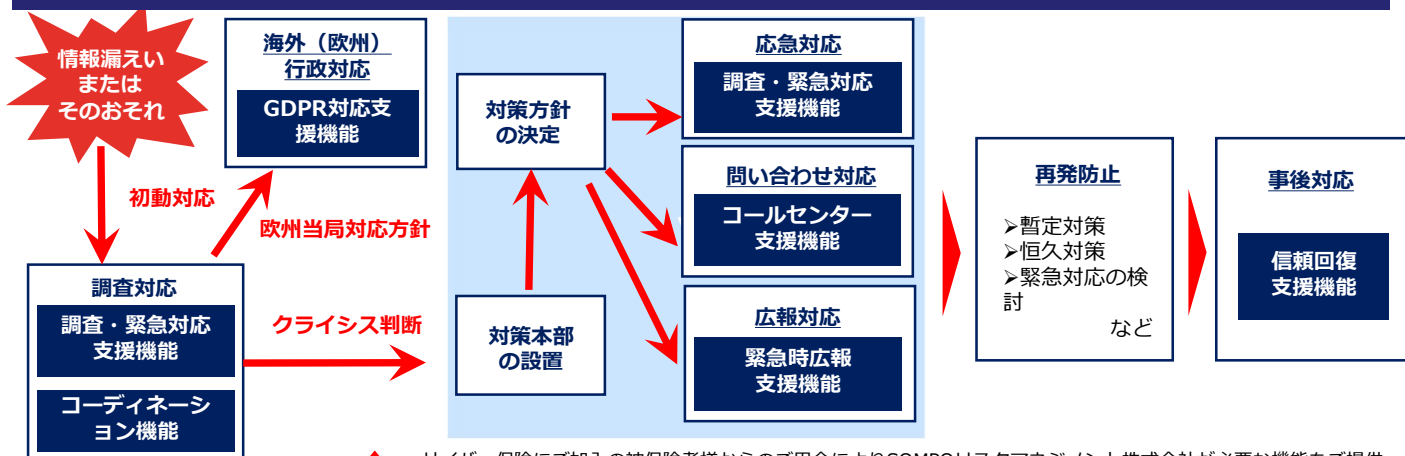 情報漏えい
または
そのおそれ
海外（欧州）
行政対応
GDPR対応支
援機能
初動対応
欧州当局対応方針
調査対応
調査・緊急対応
支援機能
コーディネーシ
ョン機能
クライシス判断
対策方針
の決定
対策本部
の設置
応急対応
調査・緊急対応
支援機能
問い合わせ対応
コールセンター
支援機能
広報対応
緊急時広報
支援機能
再発防止
➢暫定対策
➢恒久対策
➢緊急対応の検
討
など
事後対応
信頼回復
支援機能